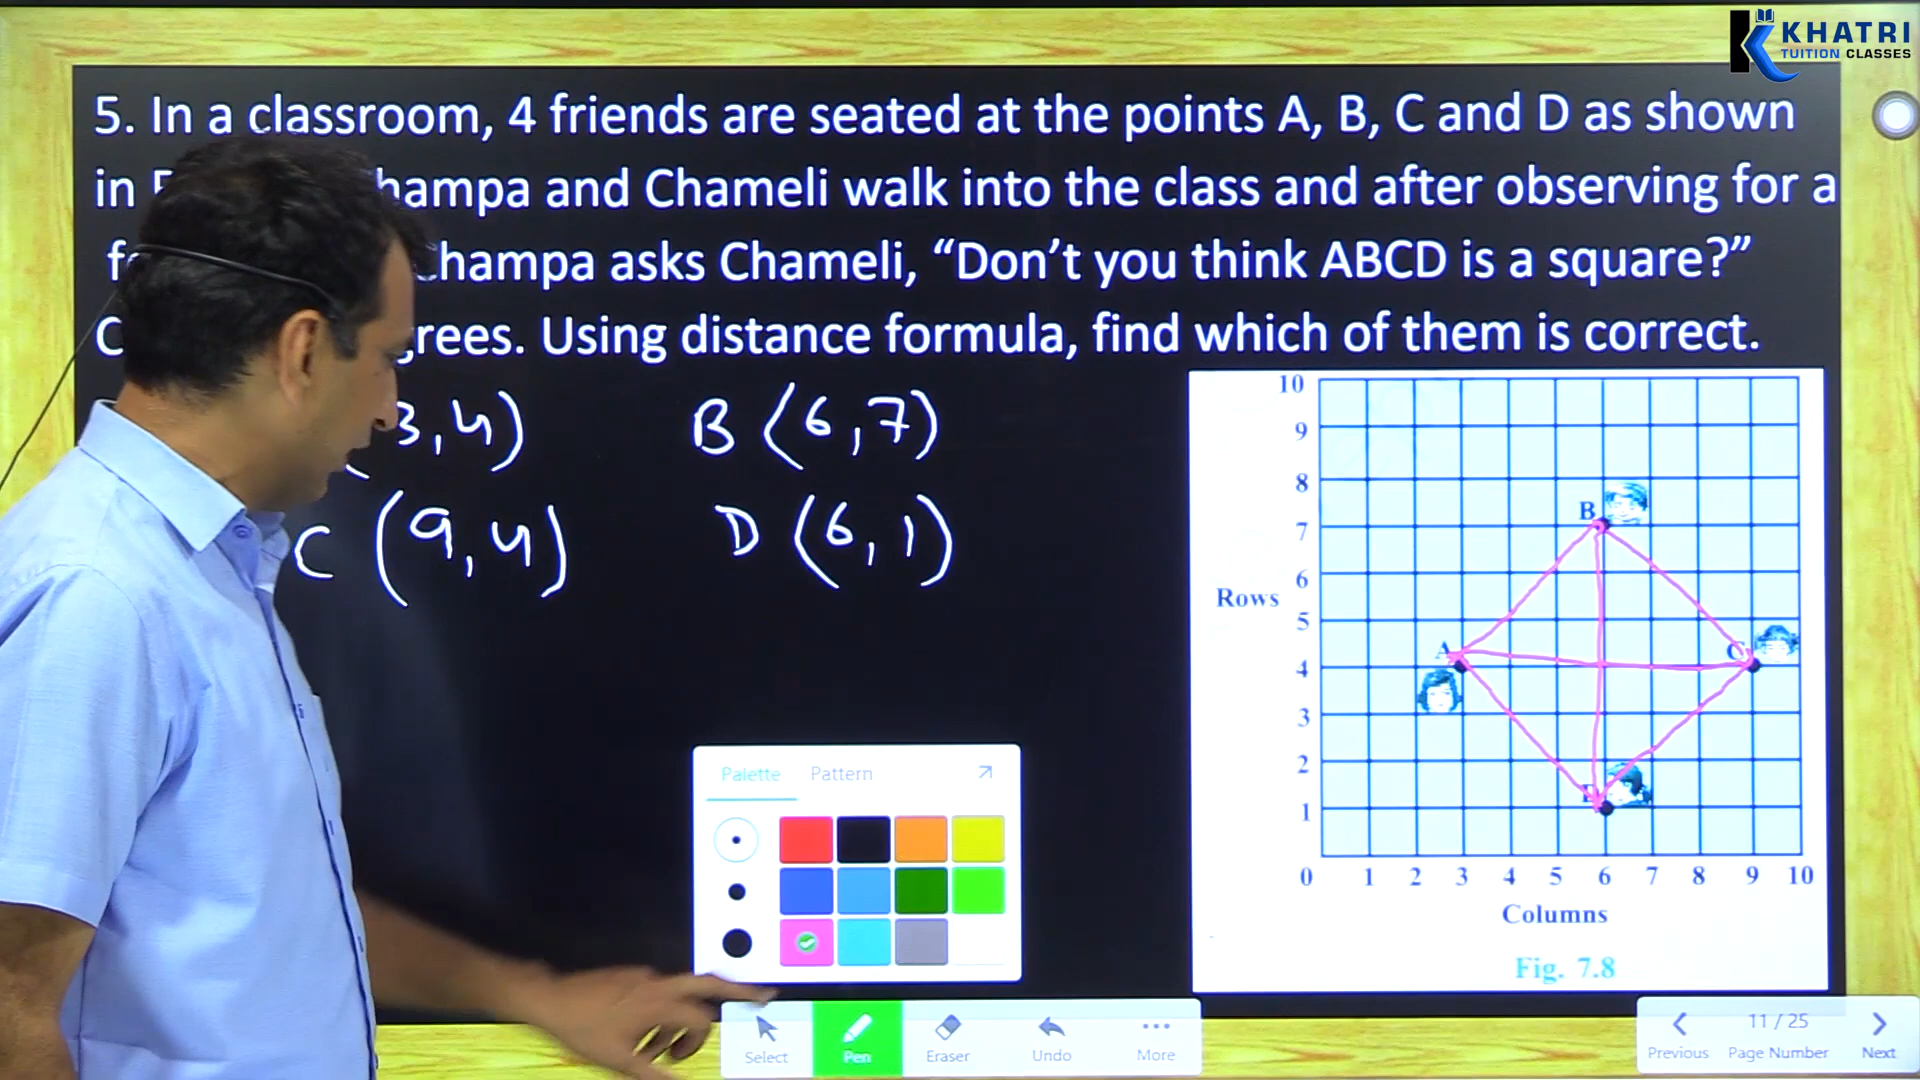 KHATRI
TUITION CLASSES
5. In a classroom, 4 friends are seated at the points A, B, C and D as shown
in hampa and Chameli walk into the class and after observing for a
champa asks Chameli, “Don’t you think ABCD is a square?”
C grees. Using distance formula, find which of them is correct.
3,4) B (6,7)
C (9,4) D (6,1)
10
9
8
B
7
6
Rows
5
A C
4
3
2
1
0 1 2 3 4 5 6 7 8 9 10
Columns
Fig. 7.8
Palette Pattern
Select Pen Eraser Undo More
11 / 25
Previous Page Number Next